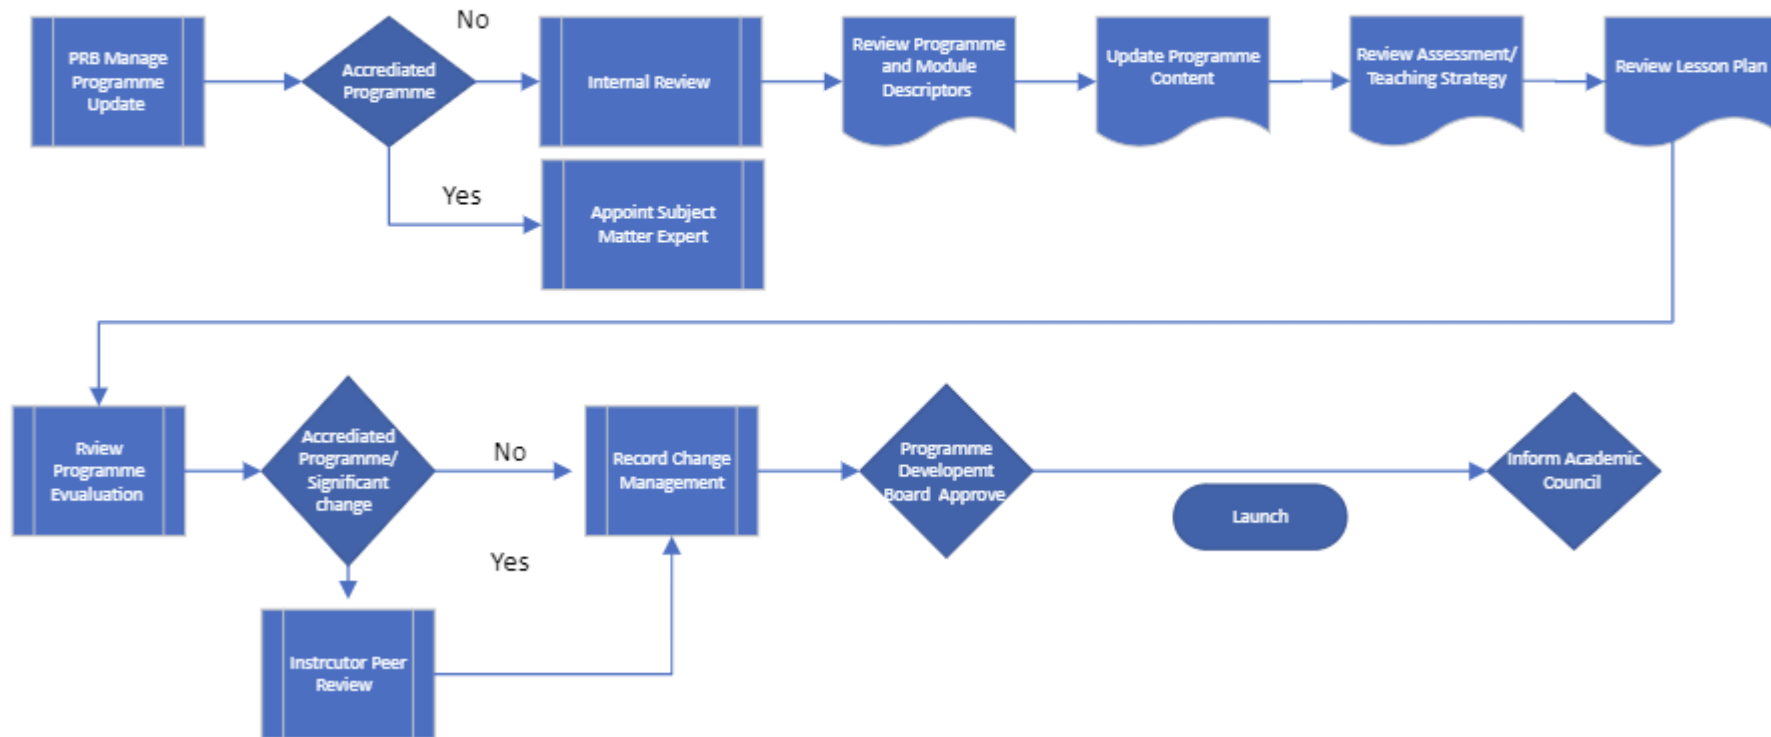 No
PRB Manage
Programme
Update
Accrediated
Programme
Internal Review
Review Programme
and Module
Descriptors
Update Programme
Content
Review Assessment/
Teaching Strategy
Review Lesson Plan
Yes
Appoint Subject
Matter Expert
Rview
Programme
Evualuation
Accrediated
Programme/
Significant
change
No
Record Change
Management
Programme
Developemt
Board Approve
Launch
Inform Academic
Council
Yes
Instrcutor Peer
Review